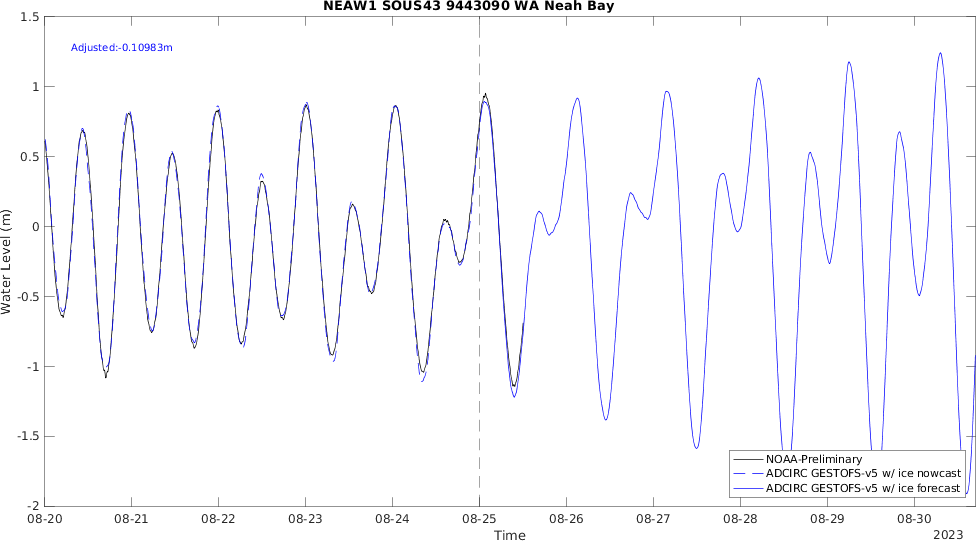 NEAW1 SOUS43 9443090 WA Neah Bay
Adjusted:-0.10983m
1.5
1
0.5
0
-0.5
-1
-1.5
-2
Water Level (m)
NOAA-Preliminary
ADCIRC GESTOFS-v5 w/ ice nowcast
ADCIRC GESTOFS-v5 w/ ice forecast
08-20 08-21 08-22 08-23 08-24 08-25 08-26 08-27 08-28 08-29 08-30
Time
2023